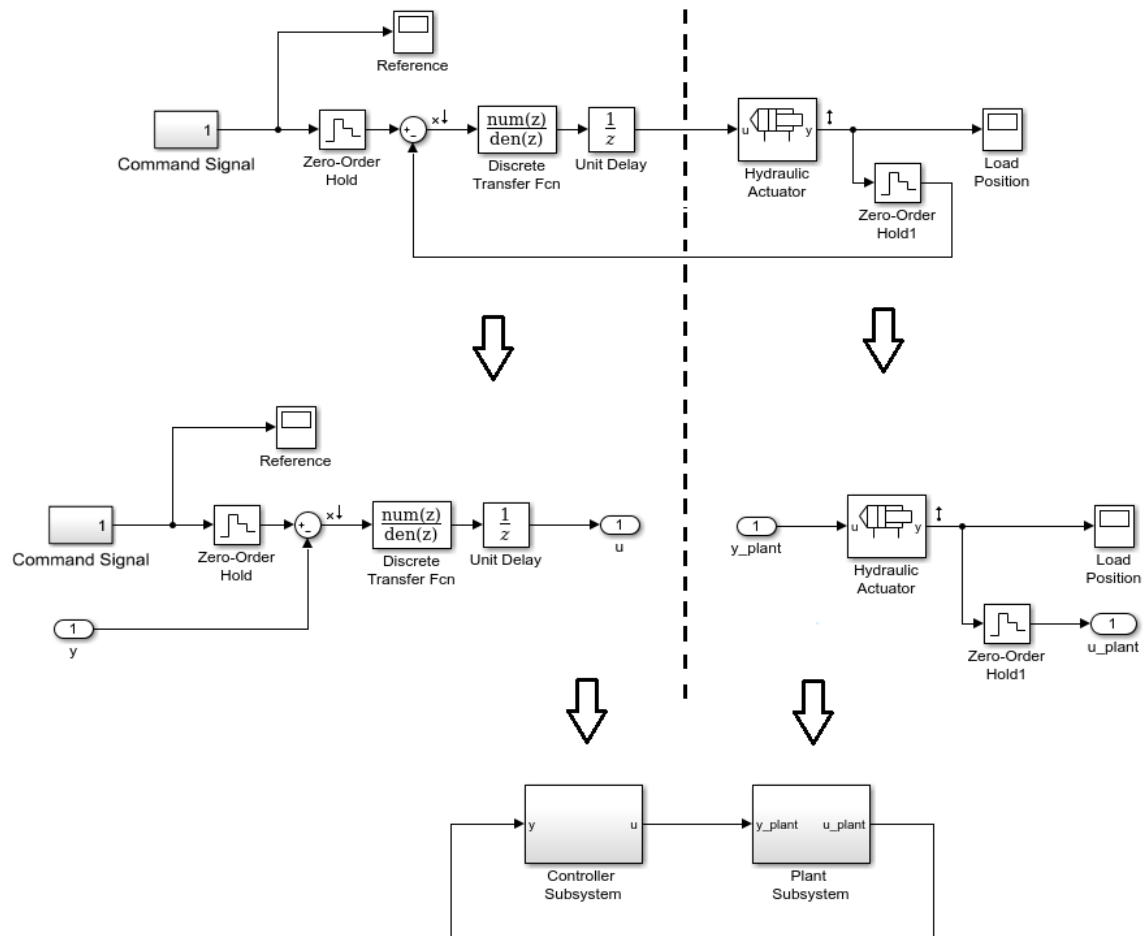 Reference
1
Command Signal
Zero-Order
Hold
+
-
×
num(z)
den(z)
Discrete
Transfer Fcn
1
z
Unit Delay
u
y
Hydraulic
Actuator
Load
Position
Zero-Order
Hold1
Reference
1
Command Signal
Zero-Order
Hold
+
-
×
num(z)
den(z)
Discrete
Transfer Fcn
1
z
Unit Delay
1
u
1
y
1
y_plant
u
y
Hydraulic
Actuator
Load
Position
Zero-Order
Hold1
1
u_plant
y
u
Controller
Subsystem
y_plant
u_plant
Plant
Subsystem